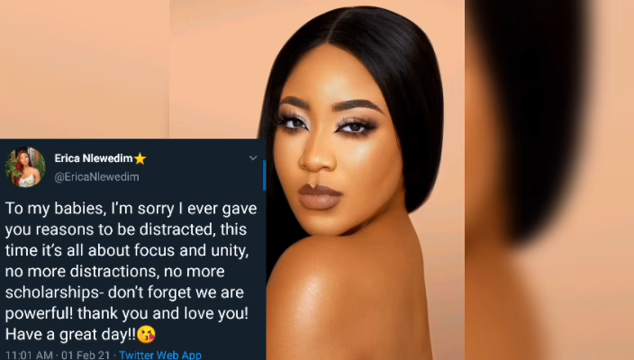 Erica Nlewedim⭐
@EricaNlewedim
To my babies, I'm sorry I ever gave
you reasons to be distracted, this
time it's all about focus and unity,
no more distractions, no more
scholarships- don't forget we are
powerful! thank you and love you!
Have a great day!!😘
11:01 AM · 01 Feb 21 · Twitter Web App